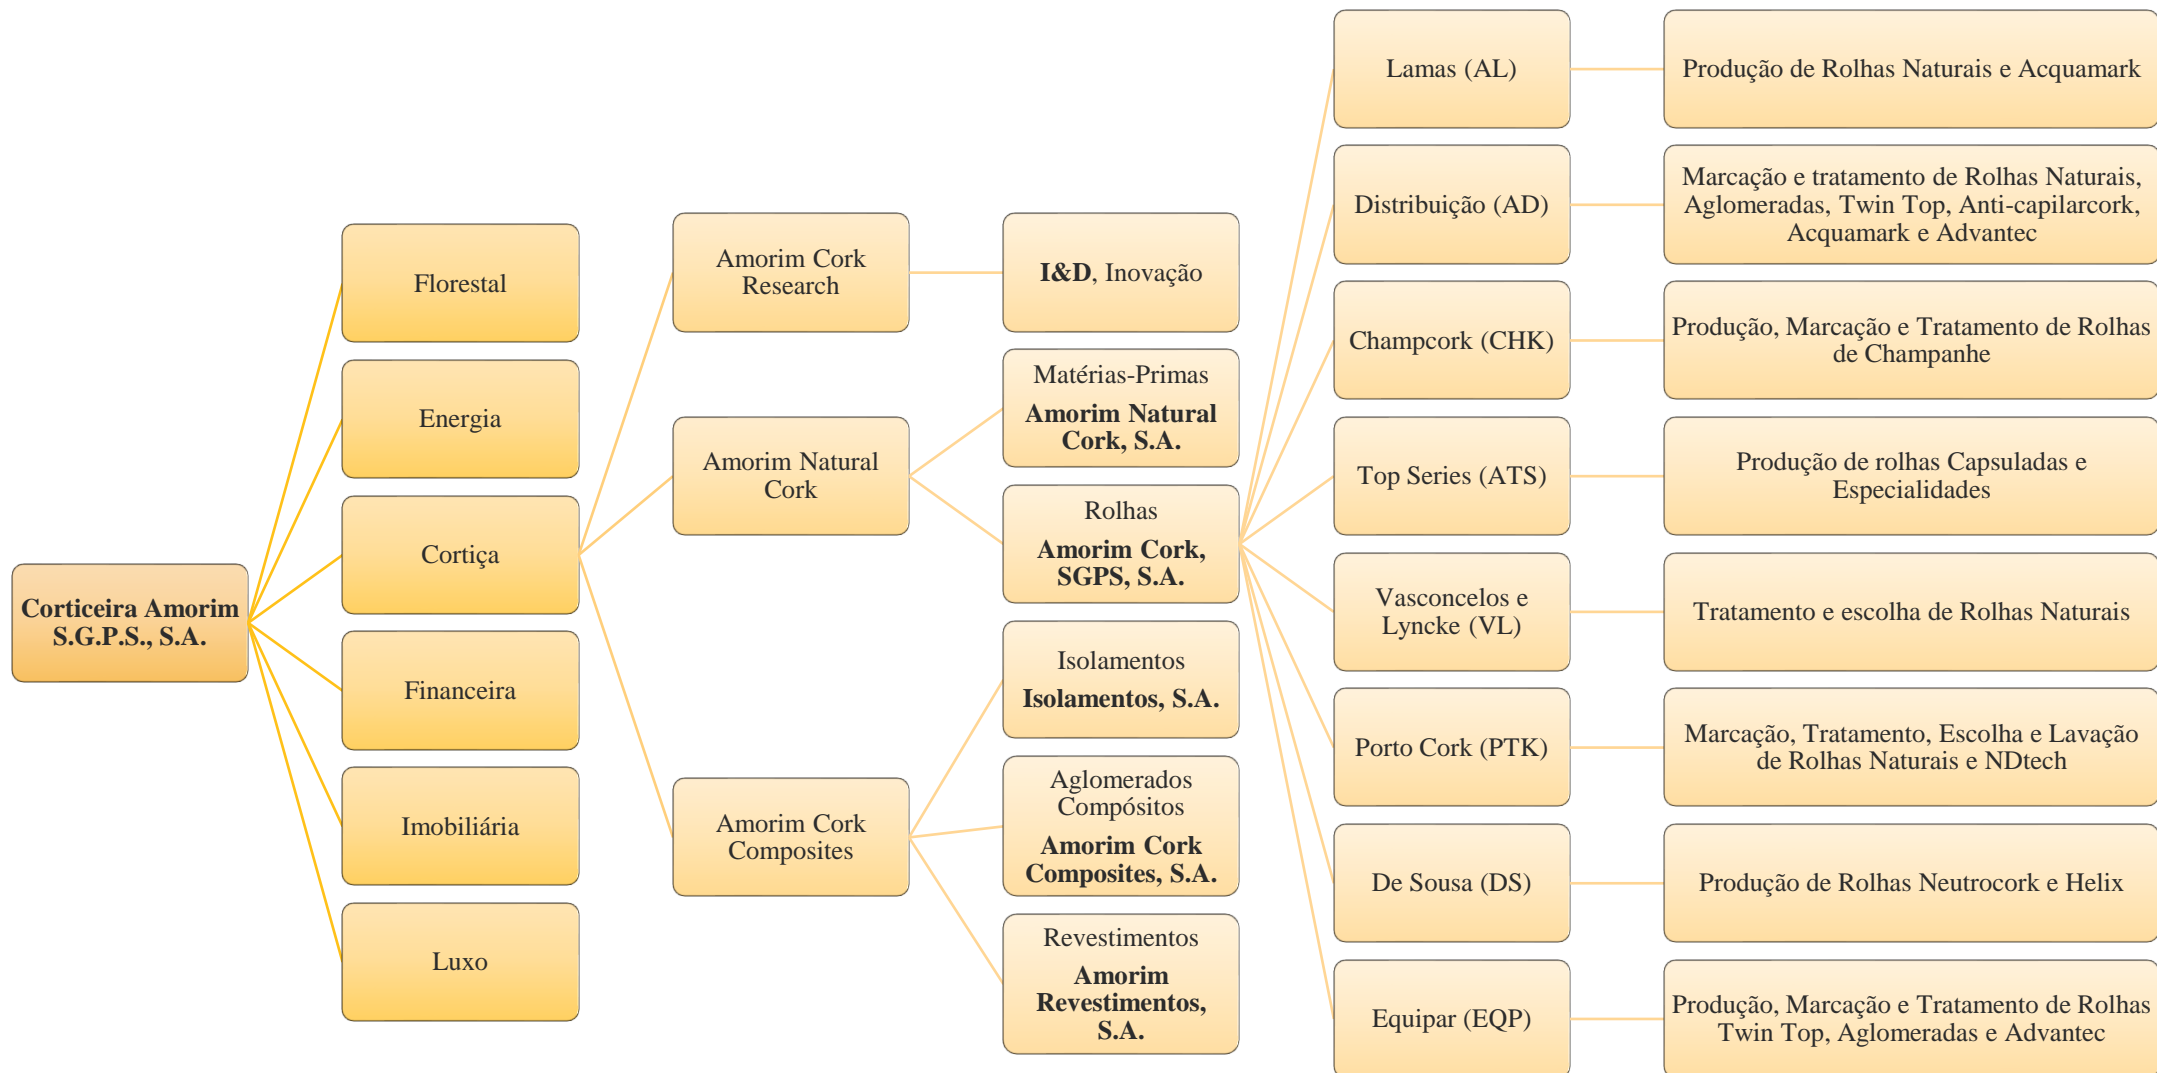 Corticeira Amorim
S.G.P.S., S.A.
Florestal
Energia
Cortiça
Financeira
Imobiliária
Luxo
Amorim Cork
Research
Amorim Natural
Cork
Amorim Cork
Composites
I&D, Inovação
Matérias-Primas
Amorim Natural
Cork, S.A.
Rolhas
Amorim Cork,
SGPS, S.A.
Isolamentos
Isolamentos, S.A.
Aglomerados
Compósitos
Amorim Cork
Composites, S.A.
Revestimentos
Amorim
Revestimentos,
S.A.
Lamas (AL)
Produção de Rolhas Naturais e Acquamark
Distribuição (AD)
Marcação e tratamento de Rolhas Naturais,
Aglomeradas, Twin Top, Anti-capilarcork,
Acquamark e Advantec
Champcork (CHK)
Produção, Marcação e Tratamento de Rolhas
de Champanhe
Top Series (ATS)
Produção de rolhas Capsuladas e
Especialidades
Vasconcelos e
Lyncke (VL)
Tratamento e escolha de Rolhas Naturais
Porto Cork (PTK)
Marcação, Tratamento, Escolha e Lavação
de Rolhas Naturais e NDtech
De Sousa (DS)
Produção de Rolhas Neutrocork e Helix
Equipar (EQP)
Produção, Marcação e Tratamento de Rolhas
Twin Top, Aglomeradas e Advantec